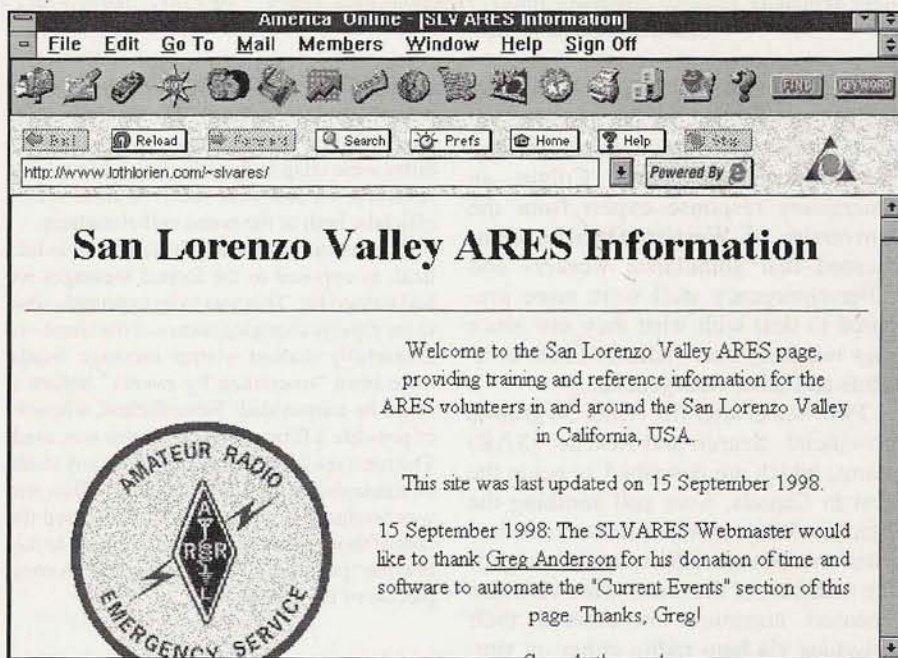 America Online - [SLV ARES Information]
File Edit Go To Mail Members Window Help Sign Off
FIND KEYWORD
Back Reload Forward Search Prefs Home Help Stop
http://www.lothlorien.com/~slvares/ Powered By
San Lorenzo Valley ARES Information
Welcome to the San Lorenzo Valley ARES page,
providing training and reference information for the
ARES volunteers in and around the San Lorenzo Valley
in California, USA.
This site was last updated on 15 September 1998.
15 September 1998: The SLVARES Webmaster would
like to thank Greg Anderson for his donation of time and
software to automate the "Current Events" section of this
page. Thanks, Greg!
AMATEUR RADIO
A
R R
L
EMERGENCY SERVICE